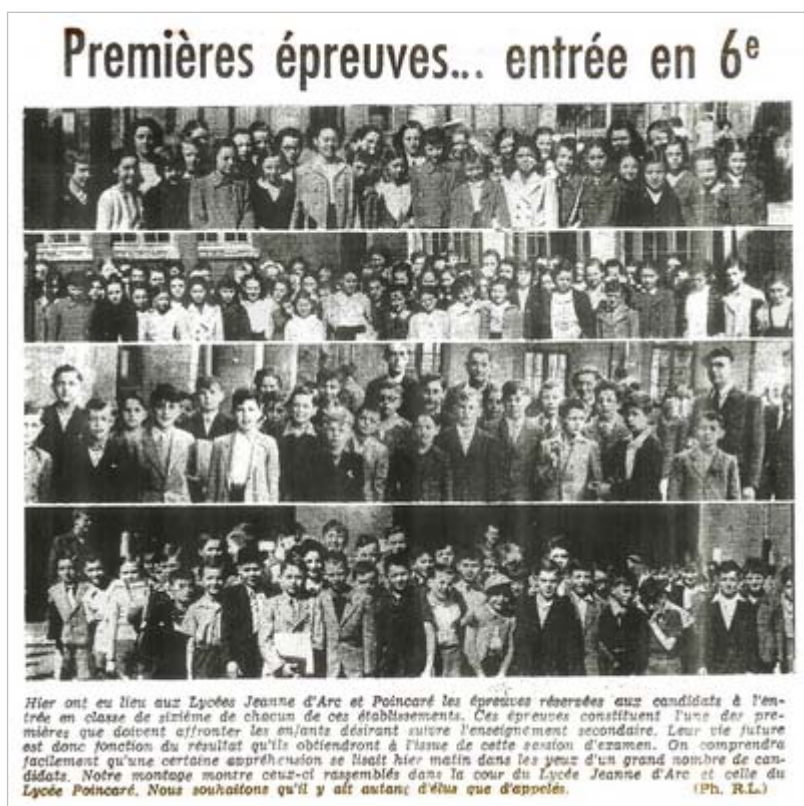 Premières épreuves... entrée en 6e
Hier ont eu lieu aux Lycées Jeanne d'Arc et Poincaré les épreuves réservées aux candidats à l'en-
trée en classe de sixième de chacun de ces établissements. Ces épreuves constituent l'une des pre-
mières que doivent affronter les enfants désirant suivre l'enseignement secondaire. Leur vie future
est donc fonction du résultat qu'ils obtiendront à l'issue de cette session d'examen. On comprendra
facilement qu'une certaine appréhension se lisait hier matin dans les yeux d'un grand nombre de can-
didats. Notre montage montre ceux-ci rassemblés dans la cour du Lycée Jeanne d'Arc et celle du
Lycée Poincaré. Nous souhaitons qu'il y ait autant d'élus que d'appelés. (Ph. R.L.)